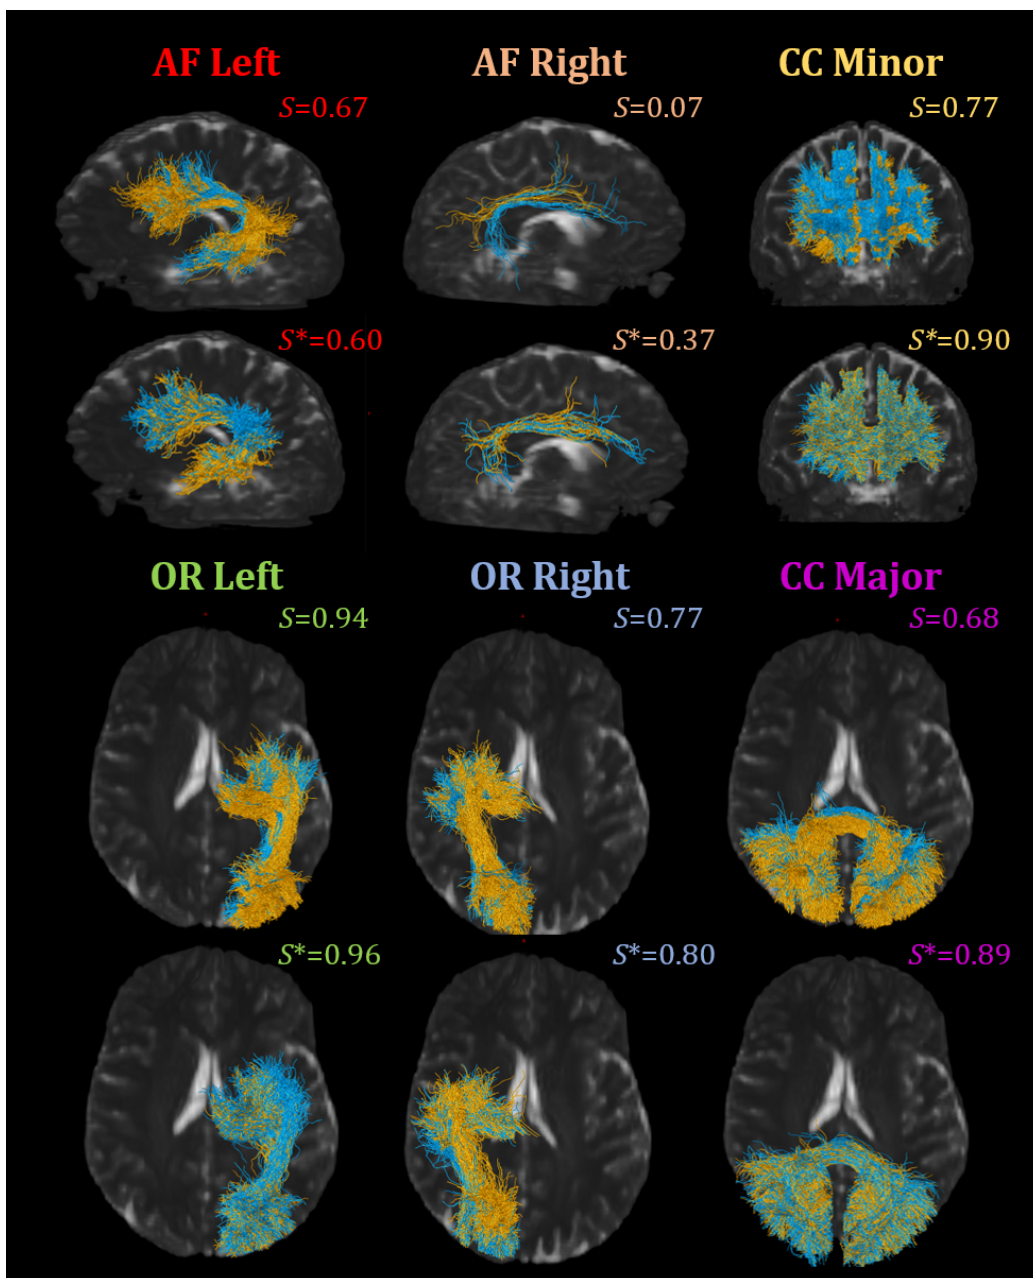 AF Left AF Right CC Minor
S=0.67 S=0.07 S=0.77
S*=0.60 S*=0.37 S*=0.90
OR Left OR Right CC Major
S=0.94 S=0.77 S=0.68
S*=0.96 S*=0.80 S*=0.89